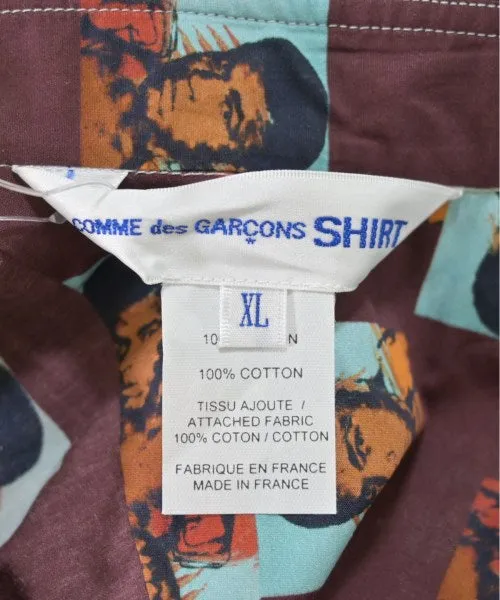 COMME des GARÇONS SHIRT
XL
100% COTTON
TISSU AJOUTE /
ATTACHED FABRIC
100% COTON / COTTON
FABRIQUE EN FRANCE
MADE IN FRANCE